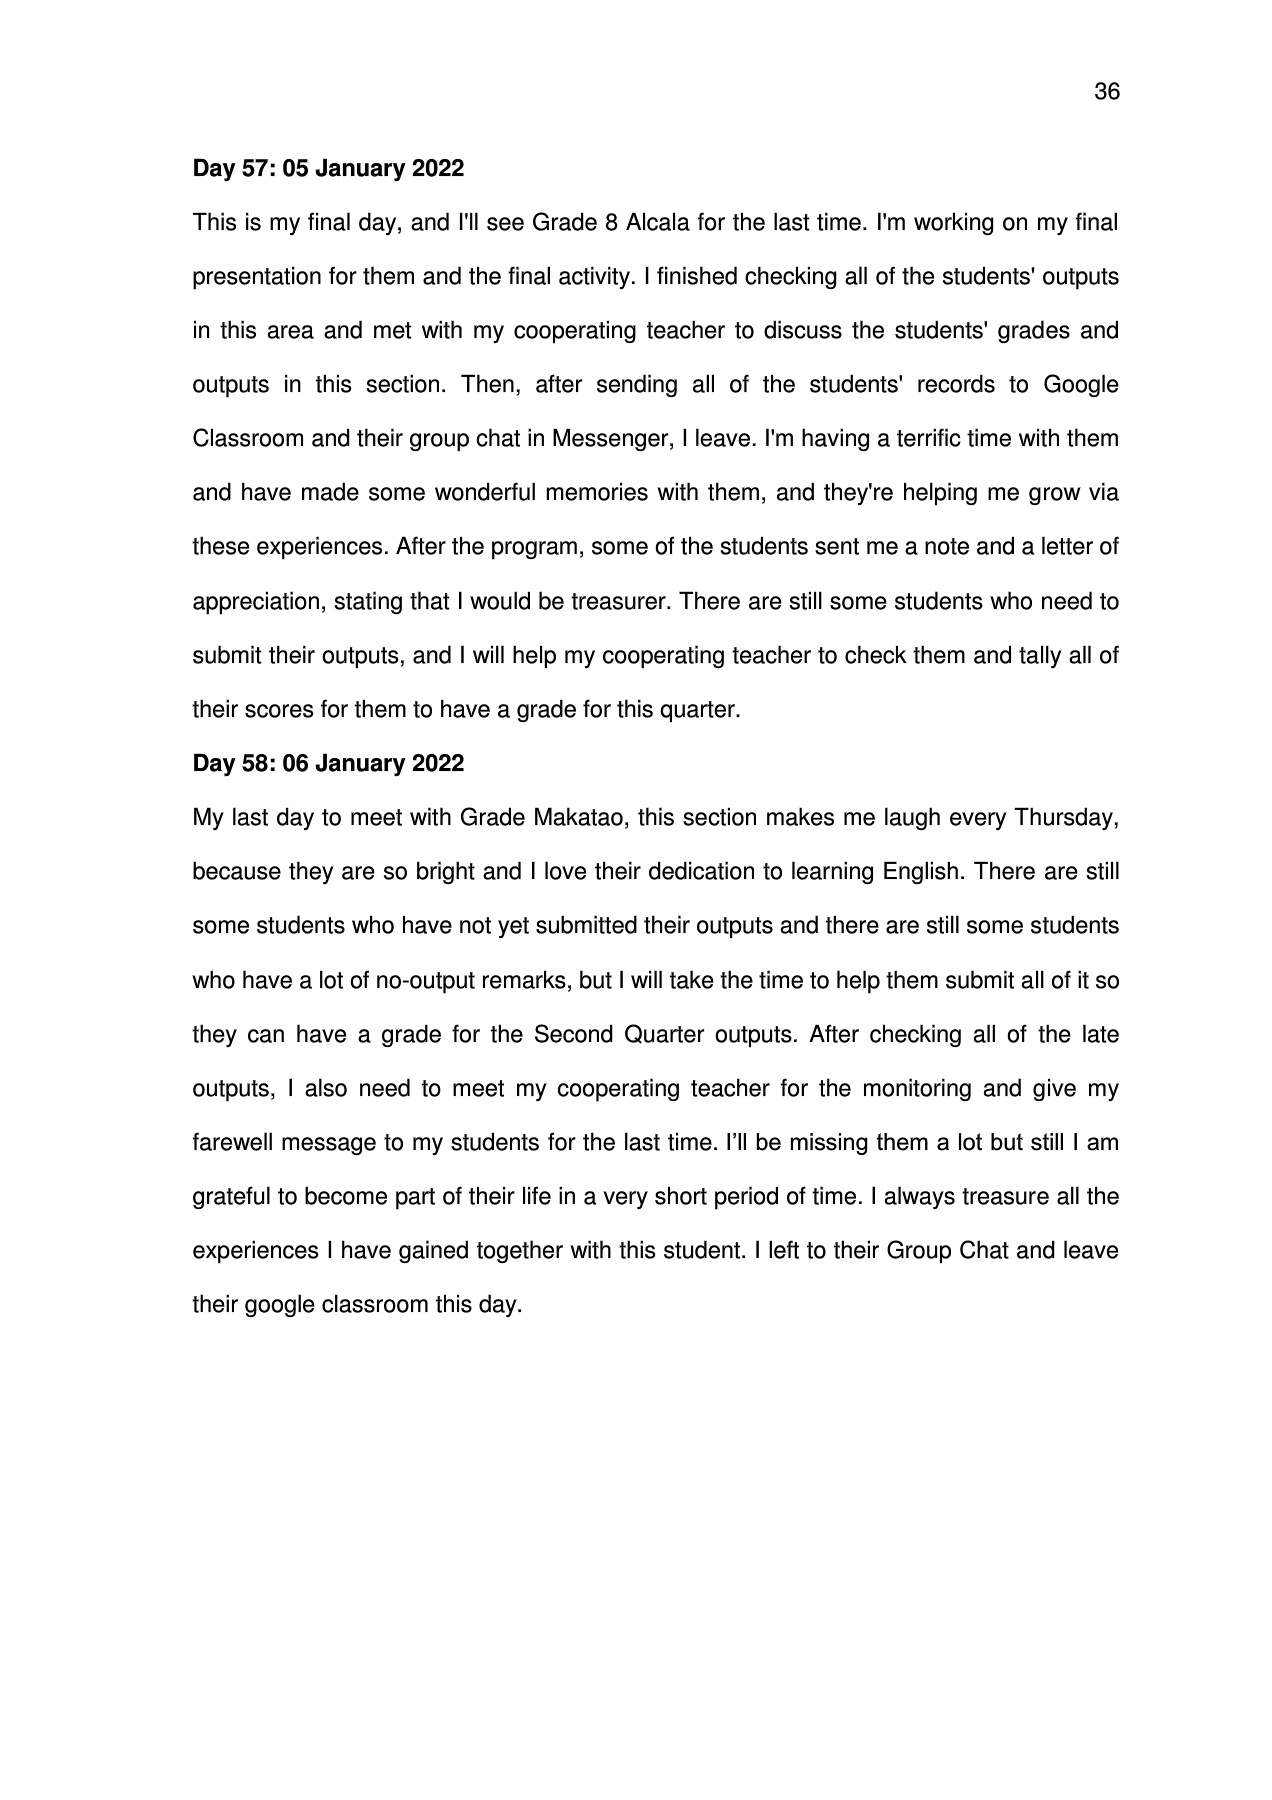 36
Day 57: 05 January 2022
This is my final day, and I'll see Grade 8 Alcala for the last time. I'm working on my final
presentation for them and the final activity. I finished checking all of the students' outputs
in this area and met with my cooperating teacher to discuss the students' grades and
outputs in this section. Then, after sending all of the students' records to Google
Classroom and their group chat in Messenger, I leave. I'm having a terrific time with them
and have made some wonderful memories with them, and they're helping me grow via
these experiences. After the program, some of the students sent me a note and a letter of
appreciation, stating that I would be treasurer. There are still some students who need to
submit their outputs, and I will help my cooperating teacher to check them and tally all of
their scores for them to have a grade for this quarter.
Day 58: 06 January 2022
My last day to meet with Grade Makatao, this section makes me laugh every Thursday,
because they are so bright and I love their dedication to learning English. There are still
some students who have not yet submitted their outputs and there are still some students
who have a lot of no-output remarks, but I will take the time to help them submit all of it so
they can have a grade for the Second Quarter outputs. After checking all of the late
outputs, I also need to meet my cooperating teacher for the monitoring and give my
farewell message to my students for the last time. I’ll be missing them a lot but still I am
grateful to become part of their life in a very short period of time. I always treasure all the
experiences I have gained together with this student. I left to their Group Chat and leave
their google classroom this day.